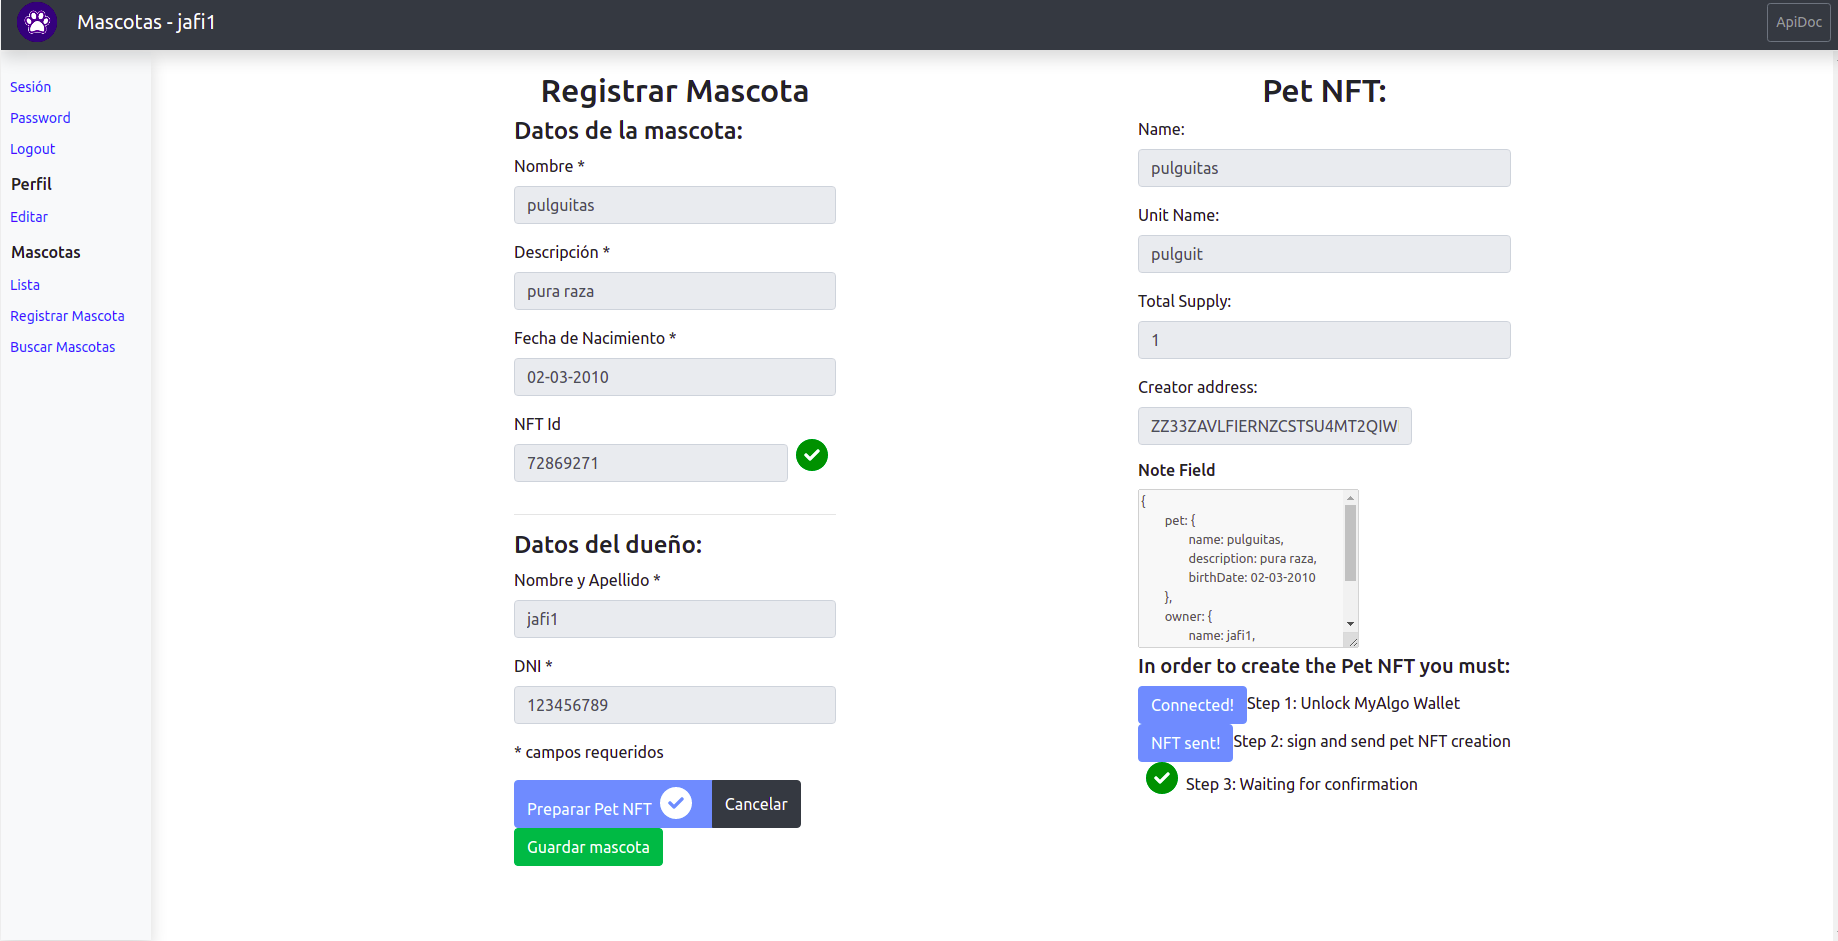 Mascotas - jafi1
ApiDoc
Sesión
Password
Logout
Perfil
Editar
Mascotas
Lista
Registrar Mascota
Buscar Mascotas
Registrar Mascota
Datos de la mascota:
Nombre *
pulguitas
Descripción *
pura raza
Fecha de Nacimiento *
02-03-2010
NFT Id
72869271
Datos del dueño:
Nombre y Apellido *
jafi1
DNI *
123456789
* campos requeridos
Preparar Pet NFT
Cancelar
Guardar mascota
Pet NFT:
Name:
pulguitas
Unit Name:
pulguit
Total Supply:
1
Creator address:
ZZ33ZAVLFIERNZCSTSU4MT2QIW
Note Field
{
pet: {
name: pulguitas,
description: pura raza,
birthDate: 02-03-2010
},
owner: {
name: jafi1,
In order to create the Pet NFT you must:
Connected! Step 1: Unlock MyAlgo Wallet
NFT sent! Step 2: sign and send pet NFT creation
Step 3: Waiting for confirmation